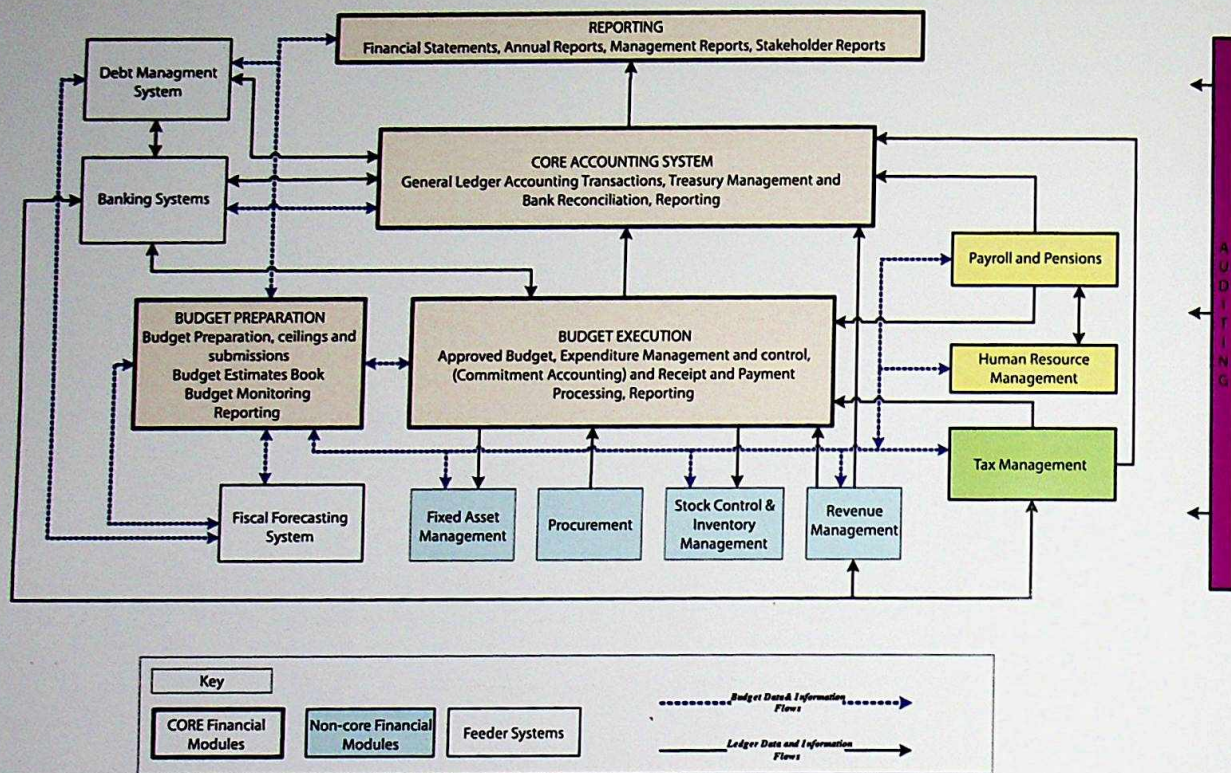 REPORTING
Financial Statements, Annual Reports, Management Reports, Stakeholder Reports
Debt Managment
System
CORE ACCOUNTING SYSTEM
General Ledger Accounting Transactions, Treasury Management and
Bank Reconciliation, Reporting
Banking Systems
Payroll and Pensions
BUDGET PREPARATION
Budget Preparation, ceilings and
submissions
Budget Estimates Book
Budget Monitoring
Reporting
BUDGET EXECUTION
Approved Budget, Expenditure Management and control,
(Commitment Accounting) and Receipt and Payment
Processing, Reporting
Human Resource
Management
Tax Management
Fiscal Forecasting
System
Fixed Asset
Management
Procurement
Stock Control &
Inventory
Management
Revenue
Management
AUDITING
Key
CORE Financial
Modules
Non-core Financial
Modules
Feeder Systems
Budget Data & Information
Flows
Ledger Data and Information
Flows